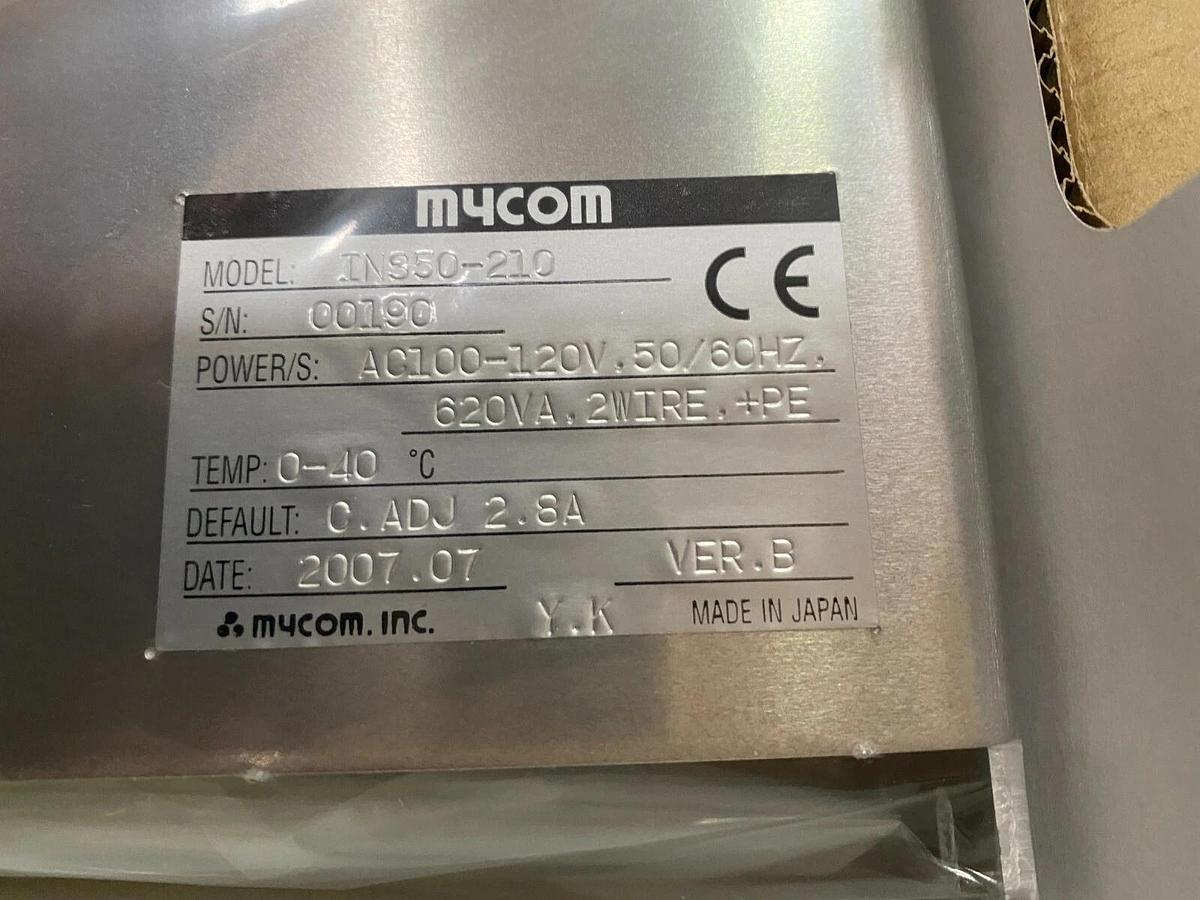 mycom
MODEL: INS50-210
CE
S/N: 00190
POWER/S: AC100-120V.50/60HZ.
620VA.2WIRE.+PE
TEMP: 0-40 °C
DEFAULT: C.ADJ 2.8A
DATE: 2007.07 VER.B
mycom. inc. Y.K MADE IN JAPAN